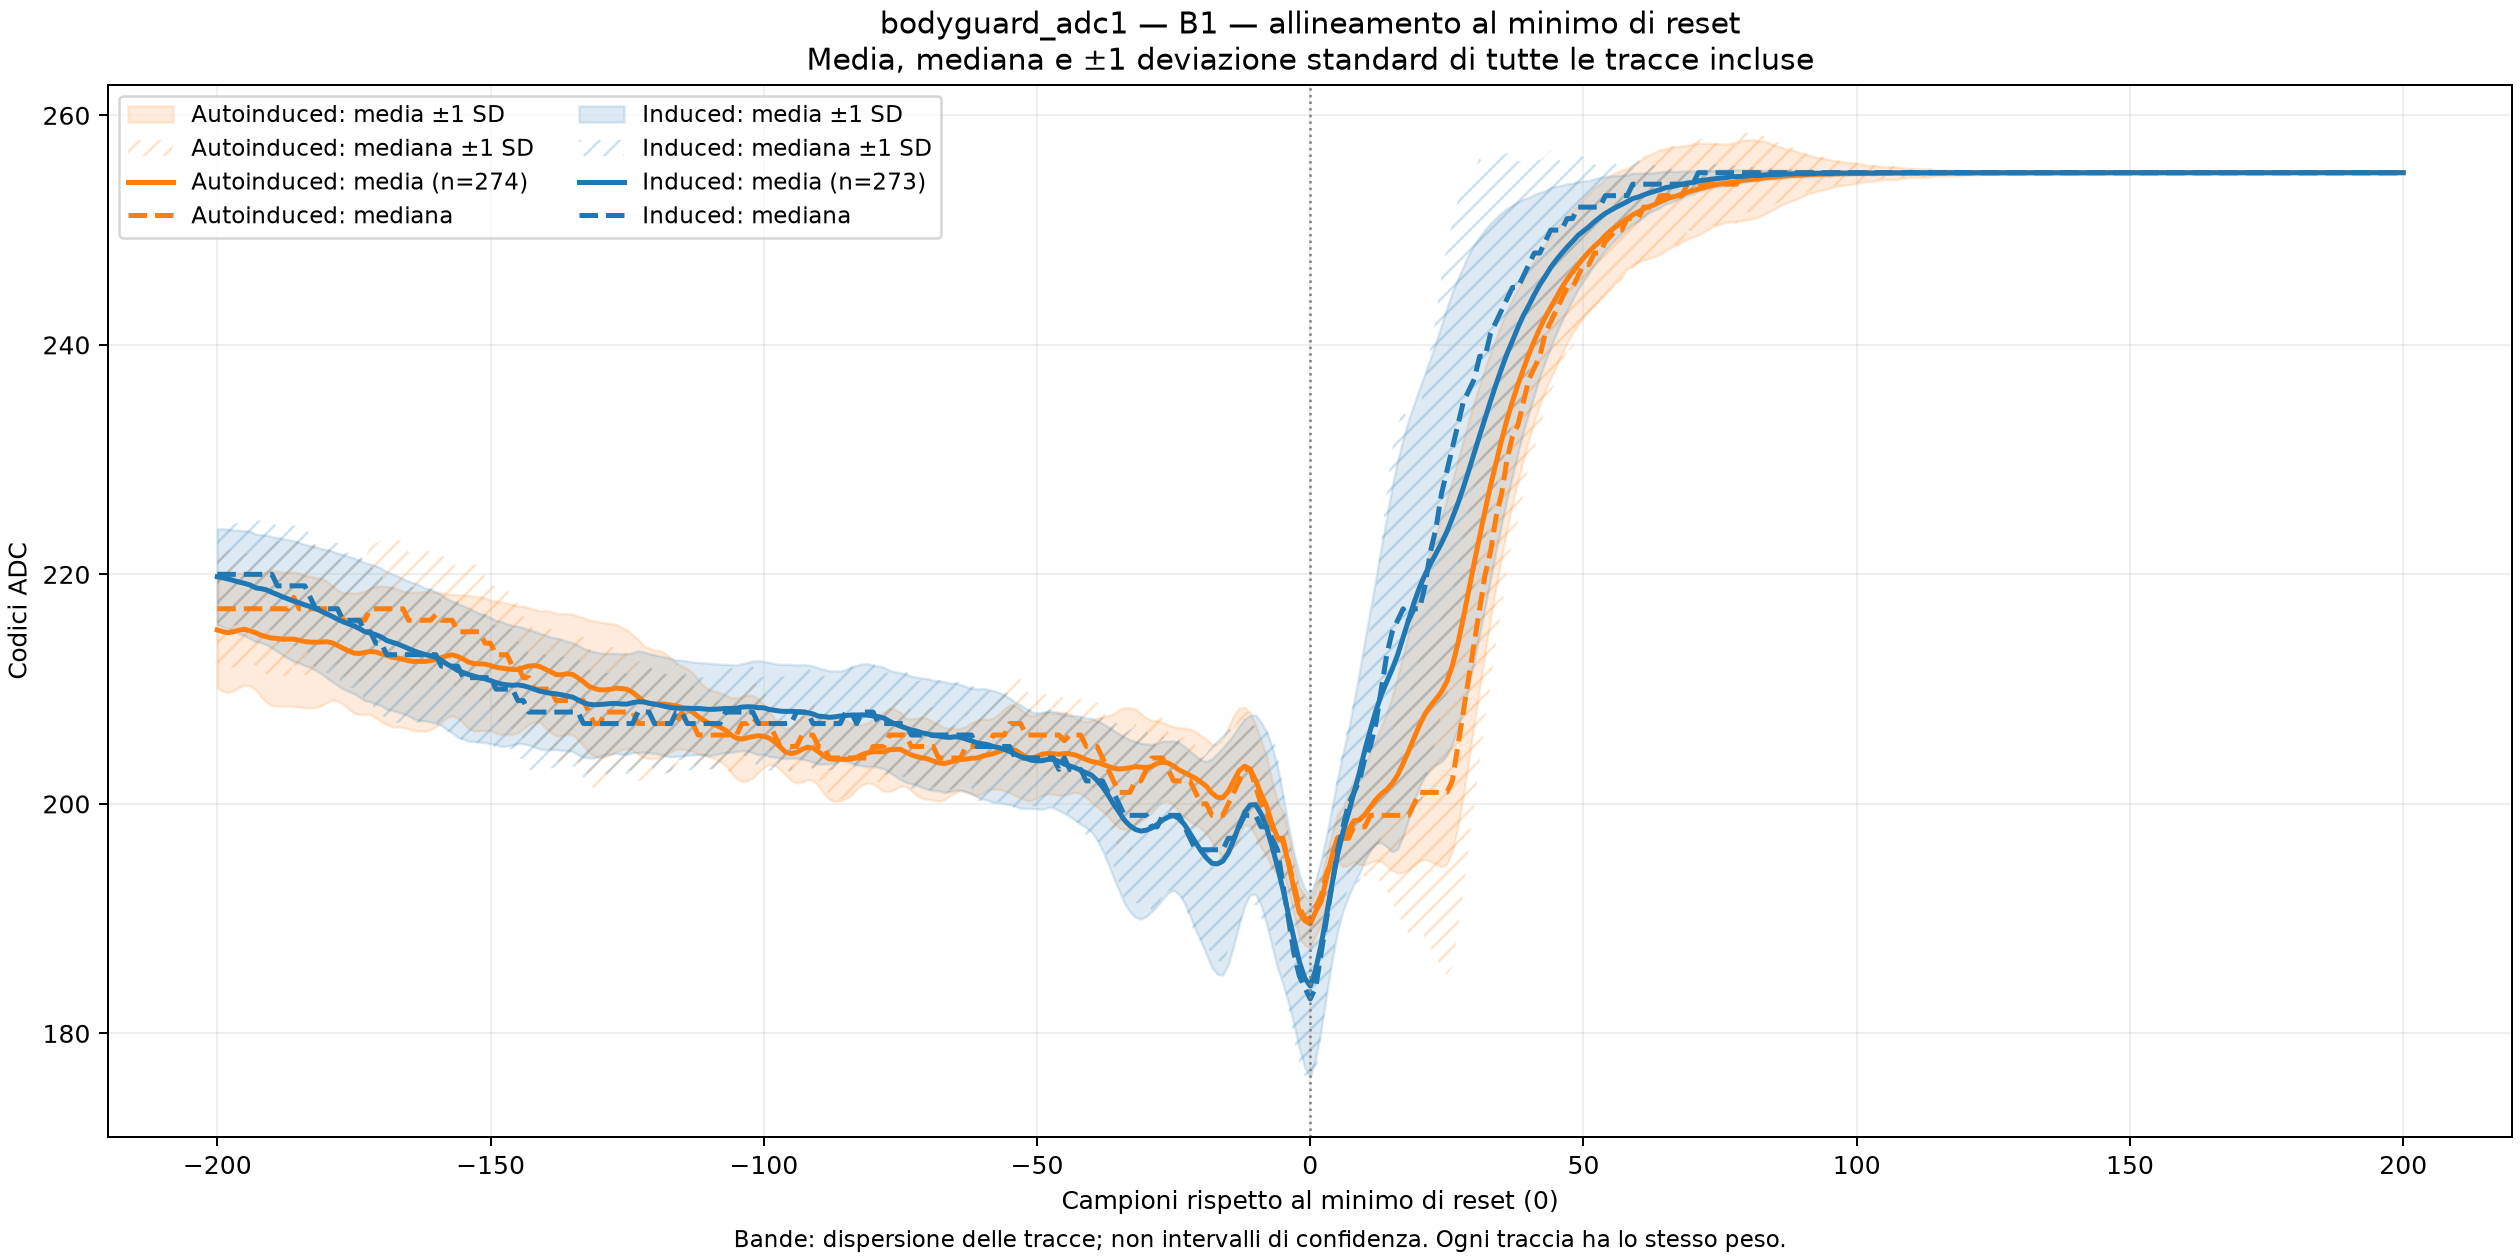 bodyguard_adc1 — B1 — allineamento al minimo di reset
Media, mediana e ±1 deviazione standard di tutte le tracce incluse
Autoinduced: media ±1 SD
Autoinduced: mediana ±1 SD
Autoinduced: media (n=274)
Autoinduced: mediana
Induced: media ±1 SD
Induced: mediana ±1 SD
Induced: media (n=273)
Induced: mediana
Codici ADC
260
240
220
200
180
−200
−150
−100
−50
0
50
100
150
200
Campioni rispetto al minimo di reset (0)
Bande: dispersione delle tracce; non intervalli di confidenza. Ogni traccia ha lo stesso peso.